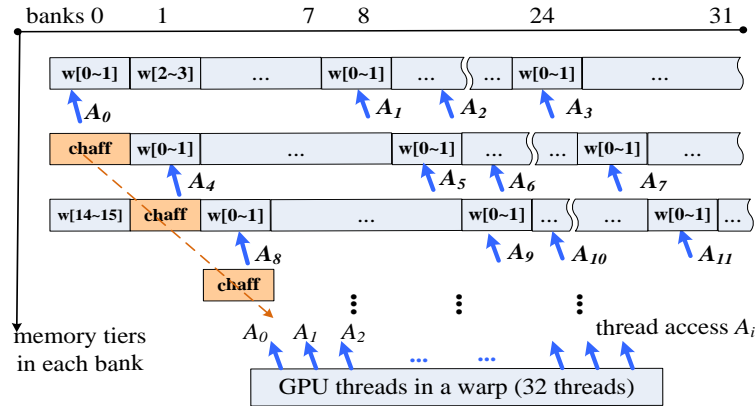 banks 0 1 7 8 24 31
w[0~1] w[2~3] ... w[0~1] ... ... w[0~1] ...
A0 A1 A2 A3
chaff w[0~1] ... w[0~1] ... ... w[0~1] ...
A4 A5 A6 A7
w[14~15] chaff w[0~1] ... w[0~1] ... ... w[0~1] ...
A8 A9 A10 A11
chaff
memory tiers
in each bank
A0 A1 A2 thread access Ai
... ...
GPU threads in a warp (32 threads)